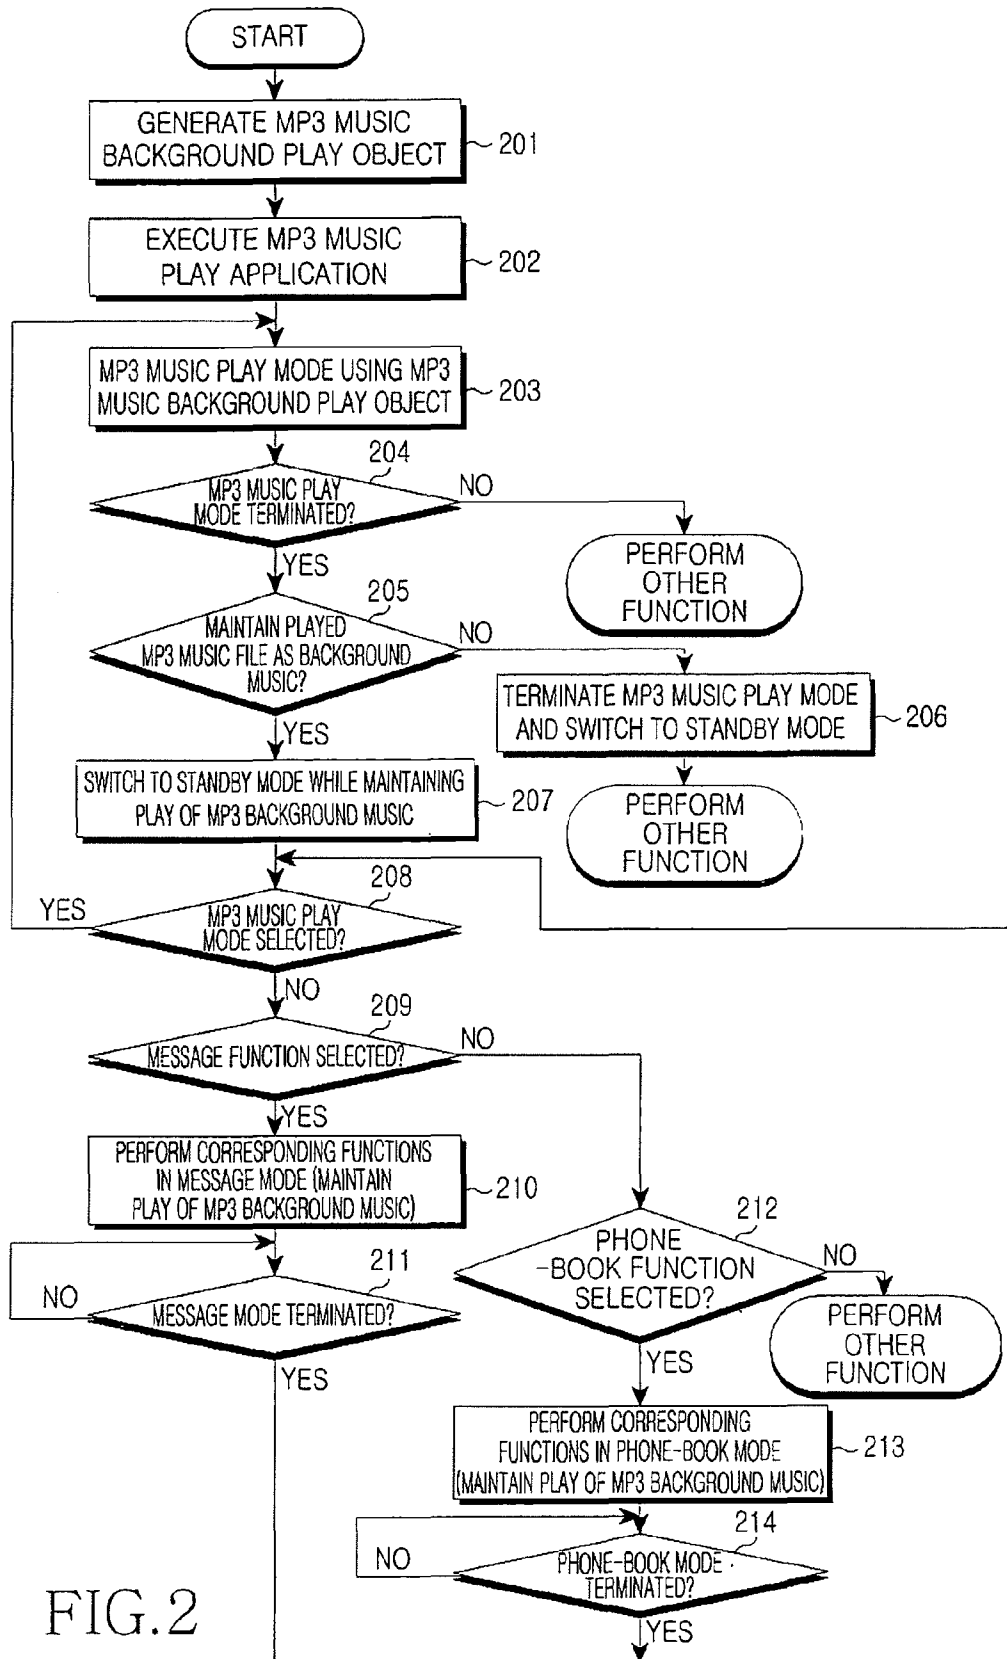 START
GENERATE MP3 MUSIC
BACKGROUND PLAY OBJECT
201
EXECUTE MP3 MUSIC
PLAY APPLICATION
202
MP3 MUSIC PLAY MODE USING MP3
MUSIC BACKGROUND PLAY OBJECT
203
204
MP3 MUSIC PLAY
MODE TERMINATED?
NO
PERFORM
OTHER
FUNCTION
YES
205
MAINTAIN PLAYED
MP3 MUSIC FILE AS BACKGROUND
MUSIC?
NO
TERMINATE MP3 MUSIC PLAY MODE
AND SWITCH TO STANDBY MODE
206
PERFORM
OTHER
FUNCTION
YES
SWITCH TO STANDBY MODE WHILE MAINTAINING
PLAY OF MP3 BACKGROUND MUSIC
207
208
YES
MP3 MUSIC PLAY
MODE SELECTED?
NO
209
MESSAGE FUNCTION SELECTED?
NO
YES
PERFORM CORRESPONDING FUNCTIONS
IN MESSAGE MODE (MAINTAIN
PLAY OF MP3 BACKGROUND MUSIC)
210
211
NO
MESSAGE MODE TERMINATED?
YES
212
PHONE
-BOOK FUNCTION
SELECTED?
NO
PERFORM
OTHER
FUNCTION
YES
PERFORM CORRESPONDING
FUNCTIONS IN PHONE-BOOK MODE
(MAINTAIN PLAY OF MP3 BACKGROUND MUSIC)
213
214
NO
PHONE-BOOK MODE
TERMINATED?
YES
FIG.2